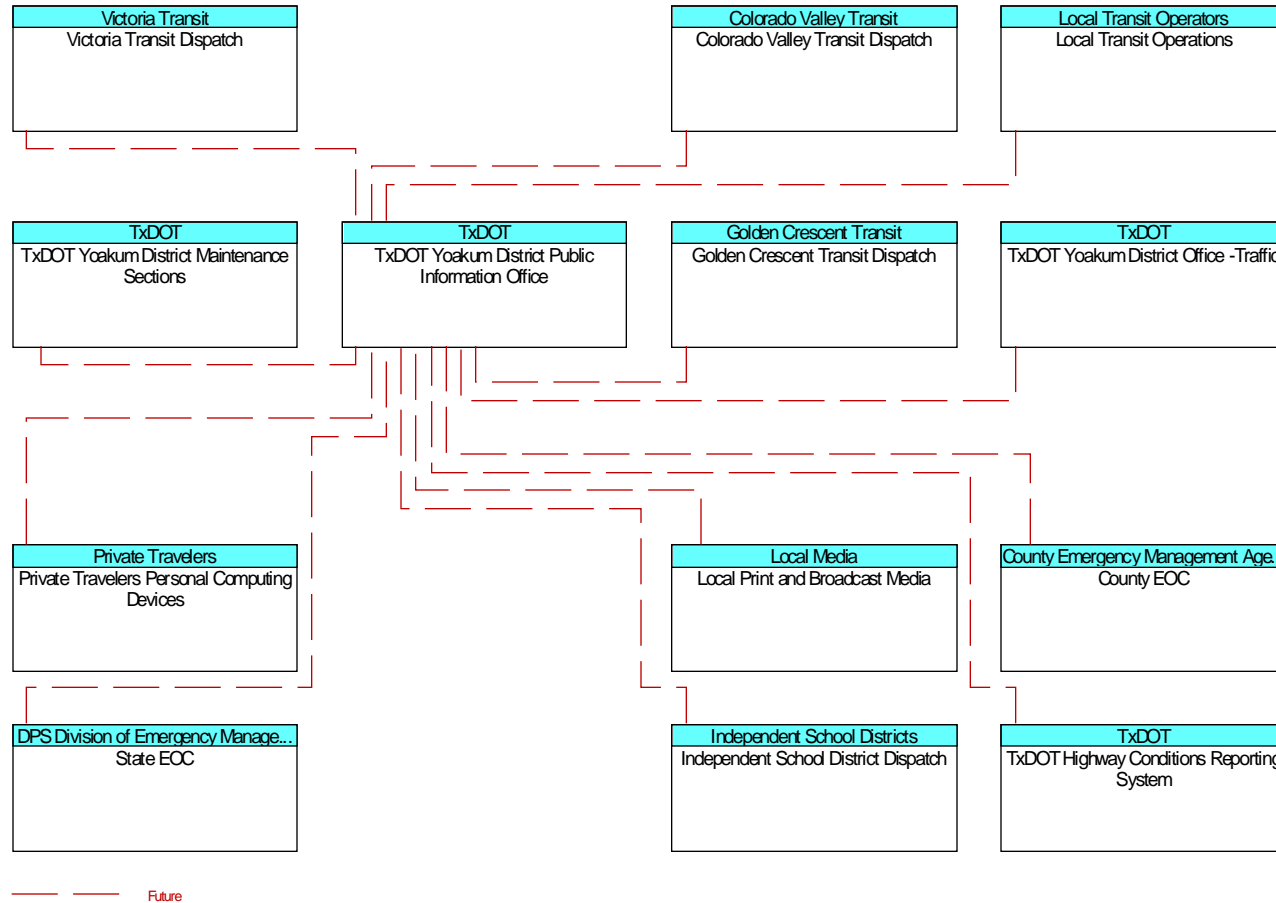 Victoria Transit
Victoria Transit Dispatch
Colorado Valley Transit
Colorado Valley Transit Dispatch
Local Transit Operators
Local Transit Operations
TxDOT
TxDOT Yoakum District Maintenance
Sections
TxDOT
TxDOT Yoakum District Public
Information Office
Golden Crescent Transit
Golden Crescent Transit Dispatch
TxDOT
TxDOT Yoakum District Office -Traffic
Private Travelers
Private Travelers Personal Computing
Devices
Local Media
Local Print and Broadcast Media
County Emergency Management Age..
County EOC
DPS Division of Emergency Manage...
State EOC
Independent School Districts
Independent School District Dispatch
TxDOT
TxDOT Highway Conditions Reporting
System
Future